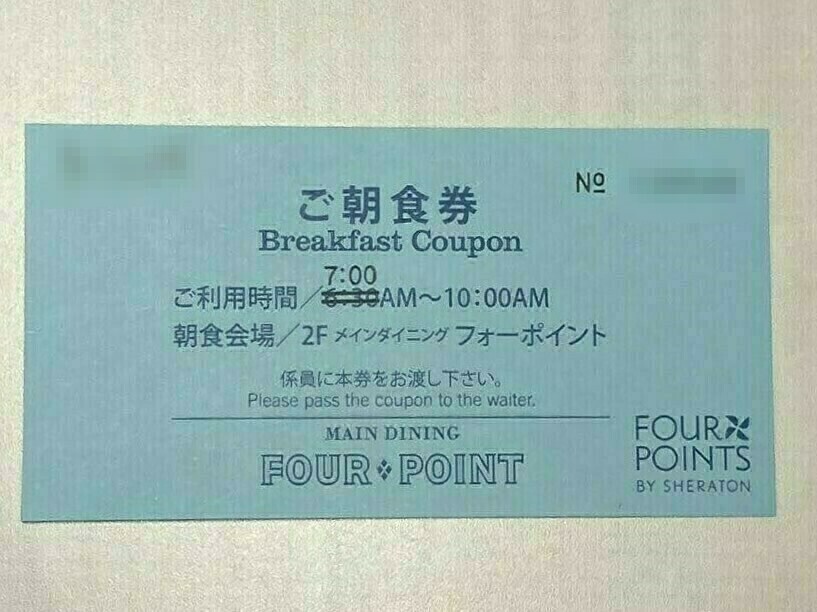 №
ご朝食券
Breakfast Coupon
7:00
ご利用時間／6:30AM～10:00AM
朝食会場／2F メインダイニング フォーポイント
係員に本券をお渡し下さい。
Please pass the coupon to the waiter.
MAIN DINING
FOUR POINT
FOUR
POINTS
BY SHERATON